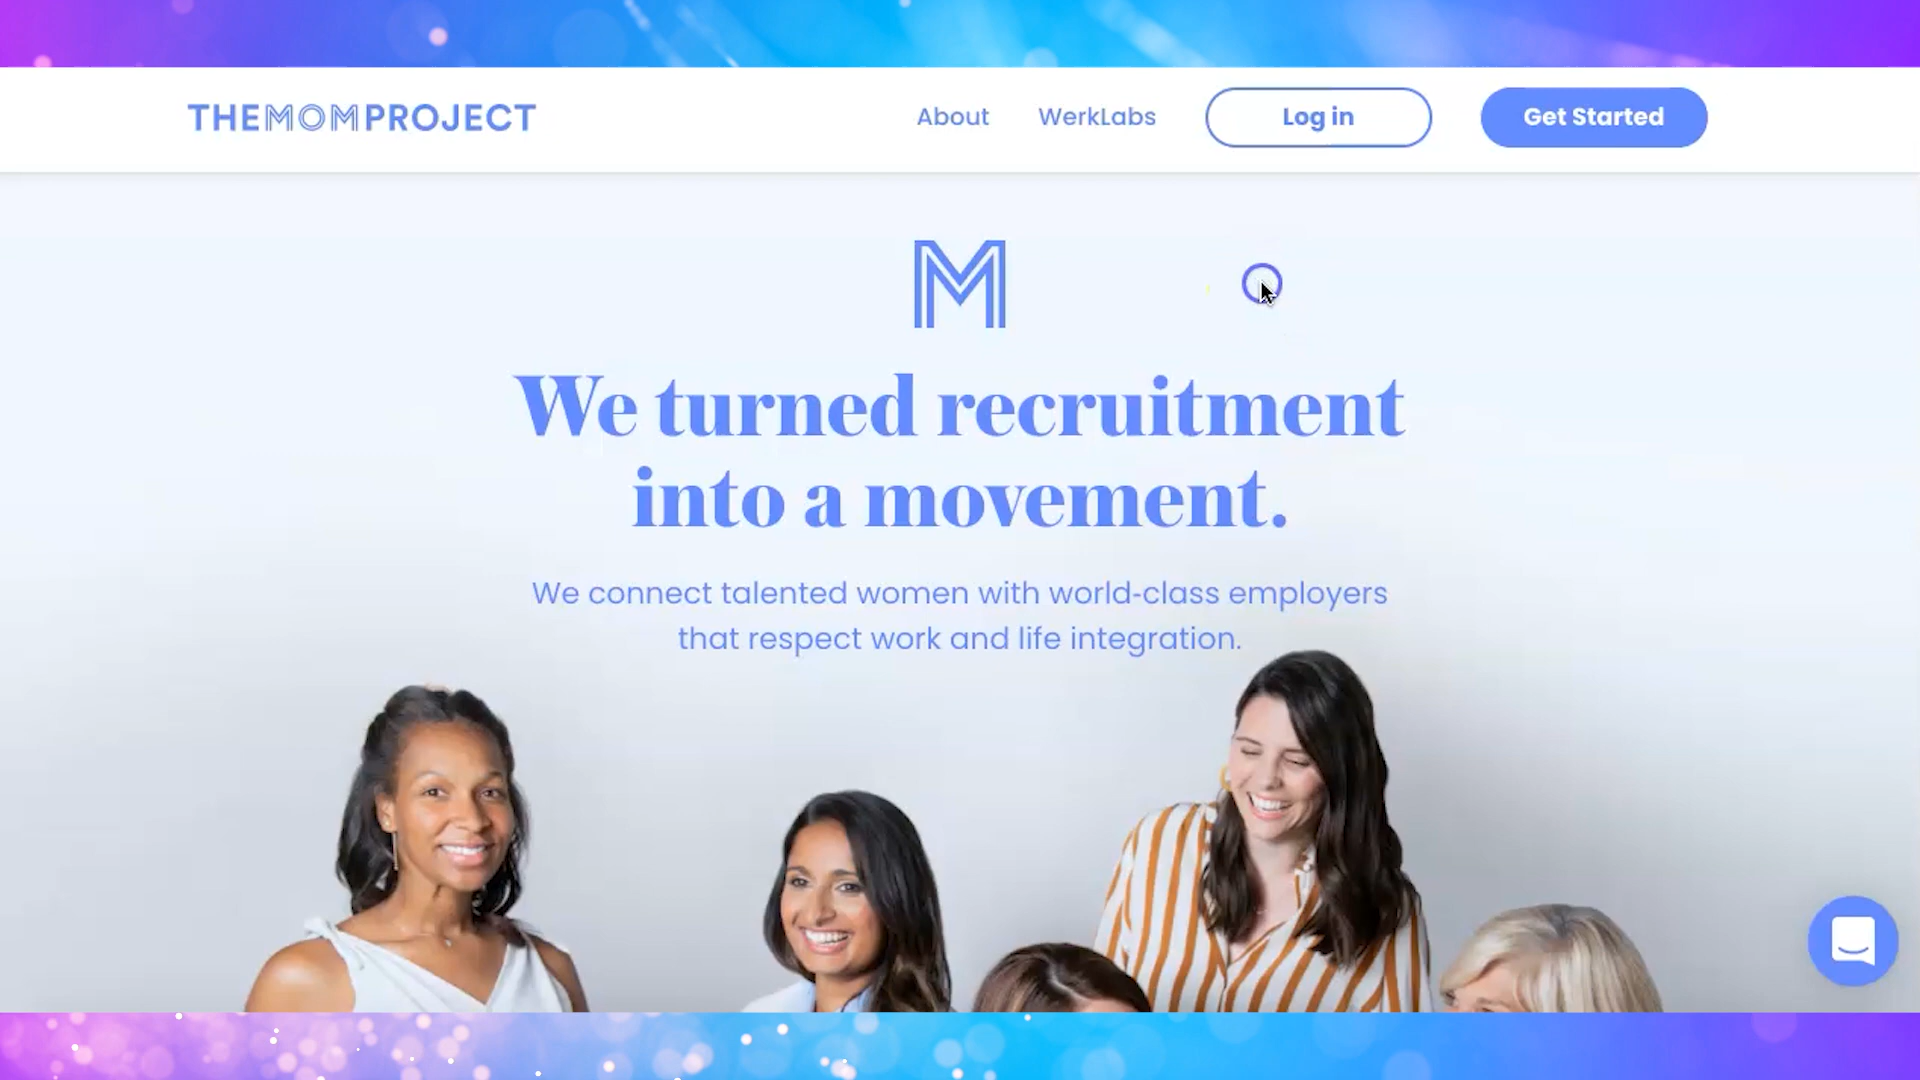 THEMOMPROJECT
About
WerkLabs
Log in
Get Started
M
We turned recruitment
into a movement.
We connect talented women with world-class employers
that respect work and life integration.